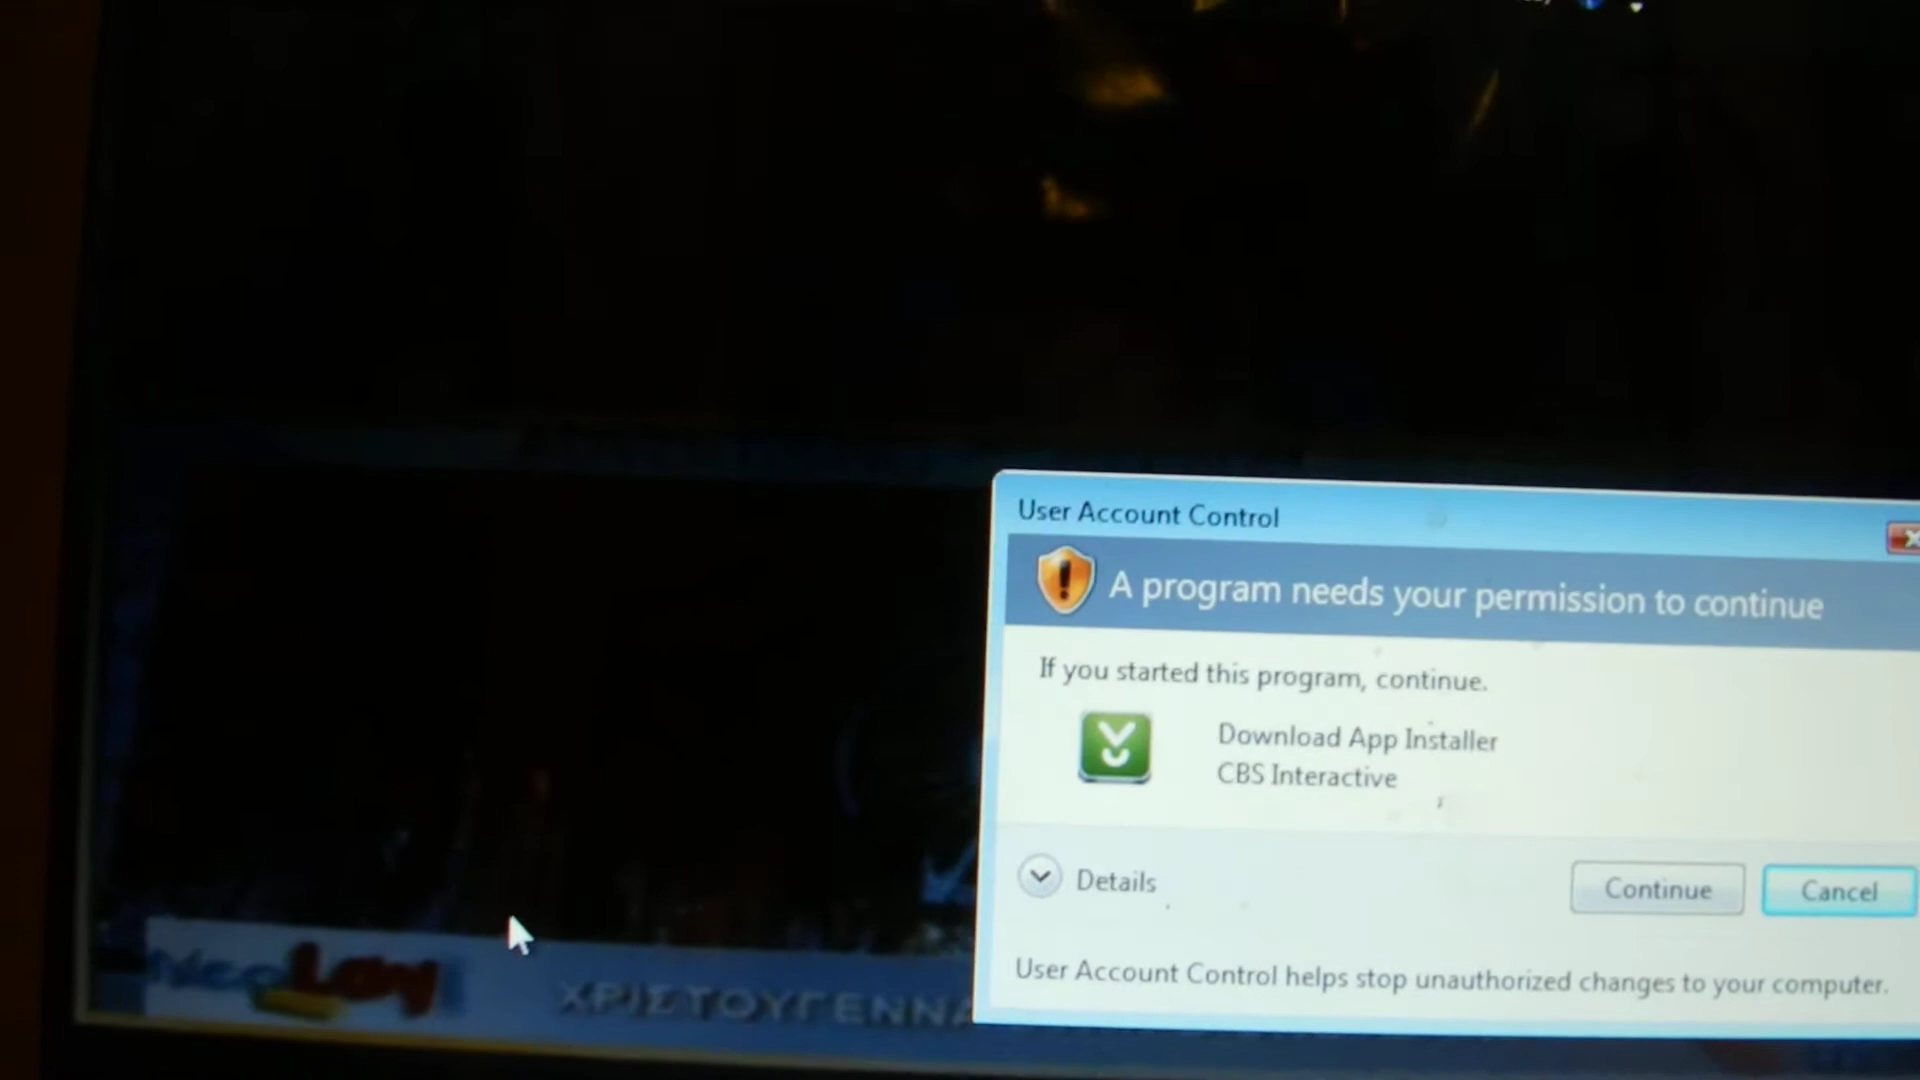 User Account Control
A program needs your permission to continue
If you started this program, continue.
Download App Installer
CBS Interactive
Details
Continue
Cancel
User Account Control helps stop unauthorized changes to your computer.
ΧΡΙΣΤΟΥΓΕΝΝΑ